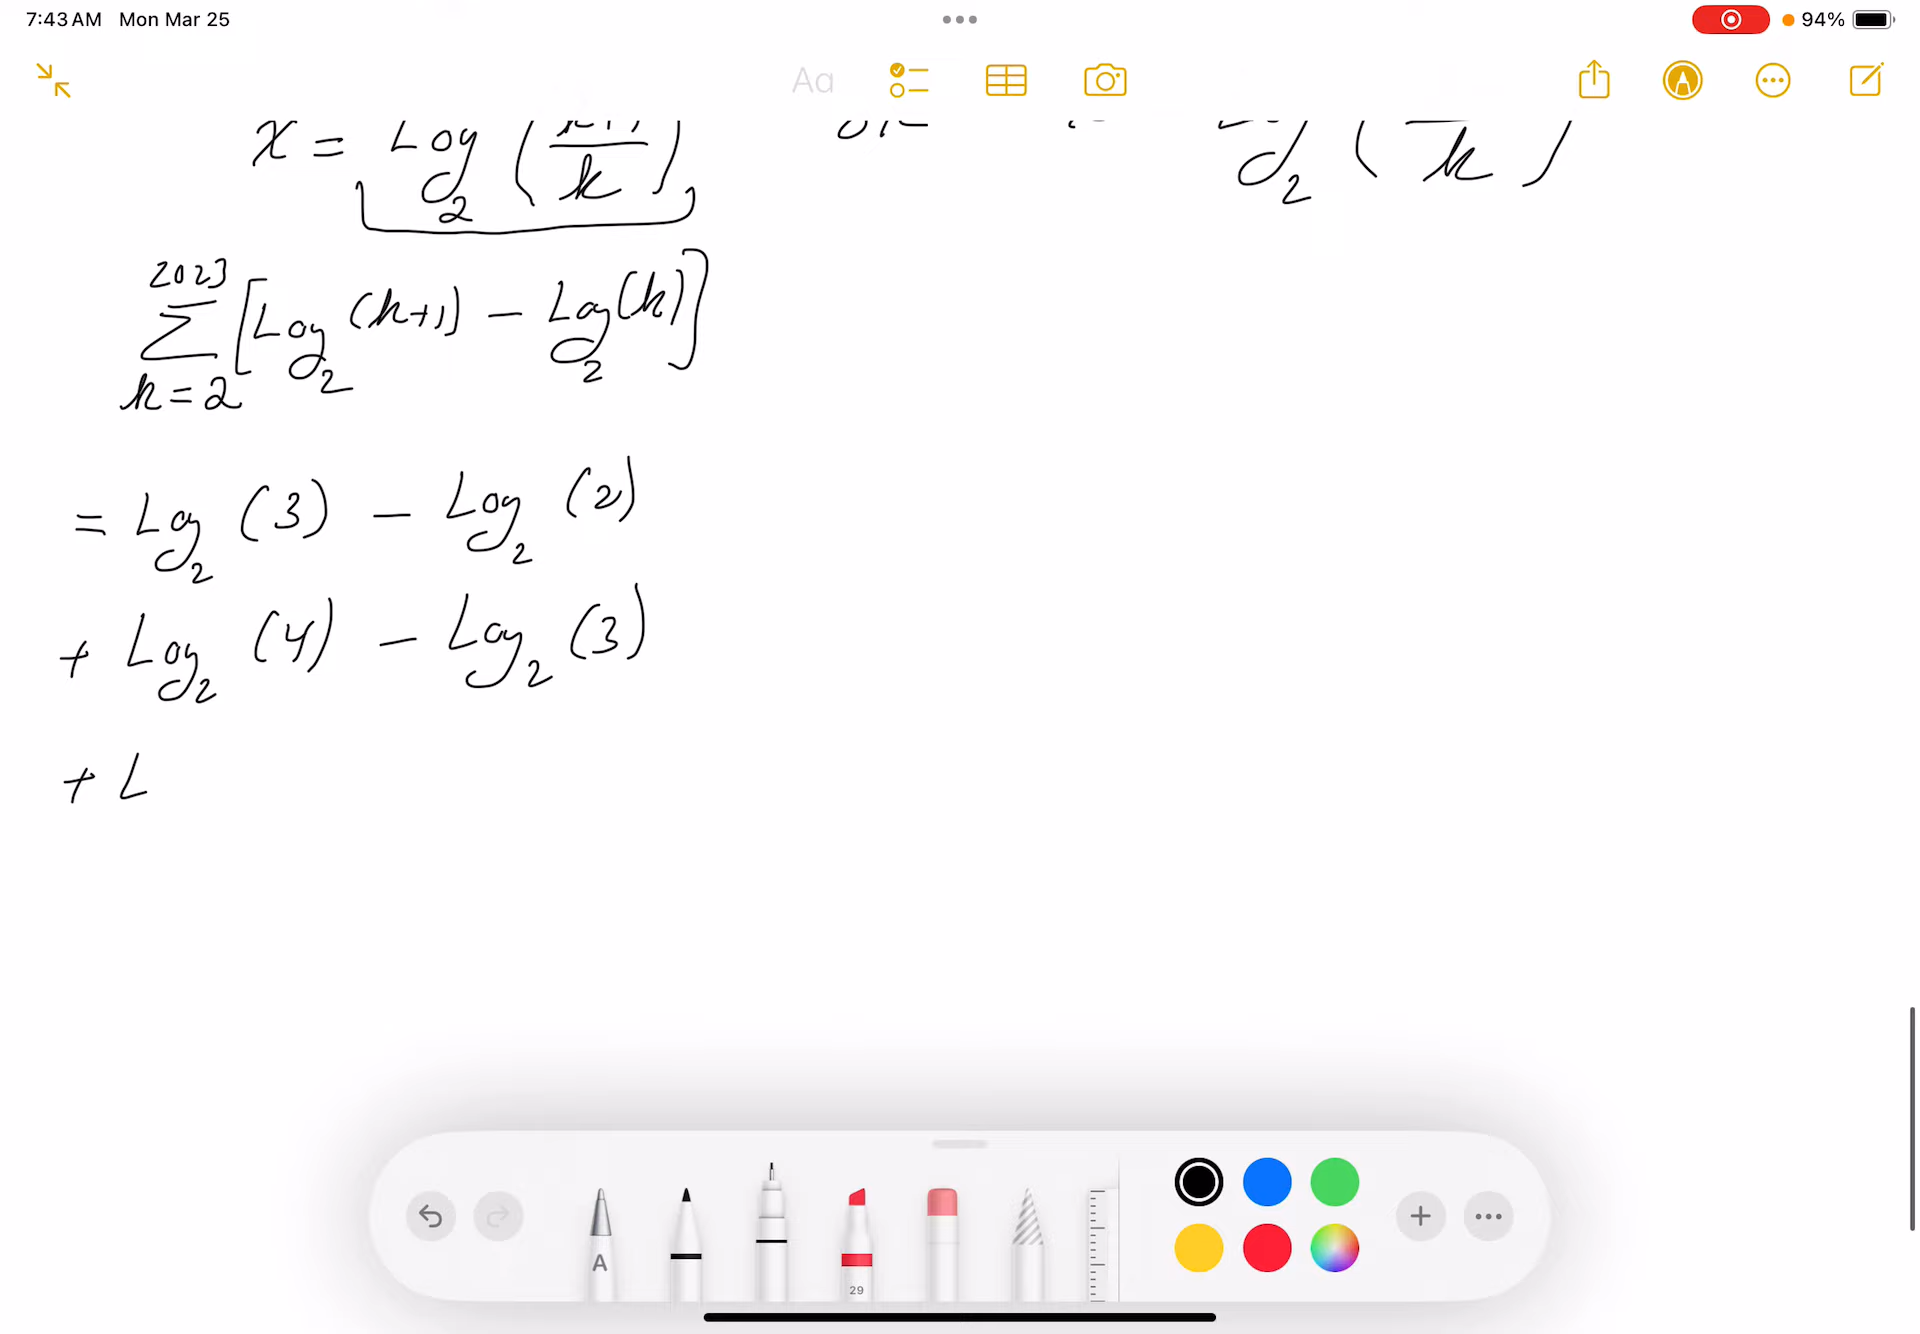 7:43 AM Mon Mar 25 94%
Aa
x = Log₂ (k+1/k) Log₂ ( /k)
2023
Σ [Log₂ (k+1) - Log₂ (k)]
k=2
= Log₂ (3) - Log₂ (2)
+ Log₂ (4) - Log₂ (3)
+ L
A
29